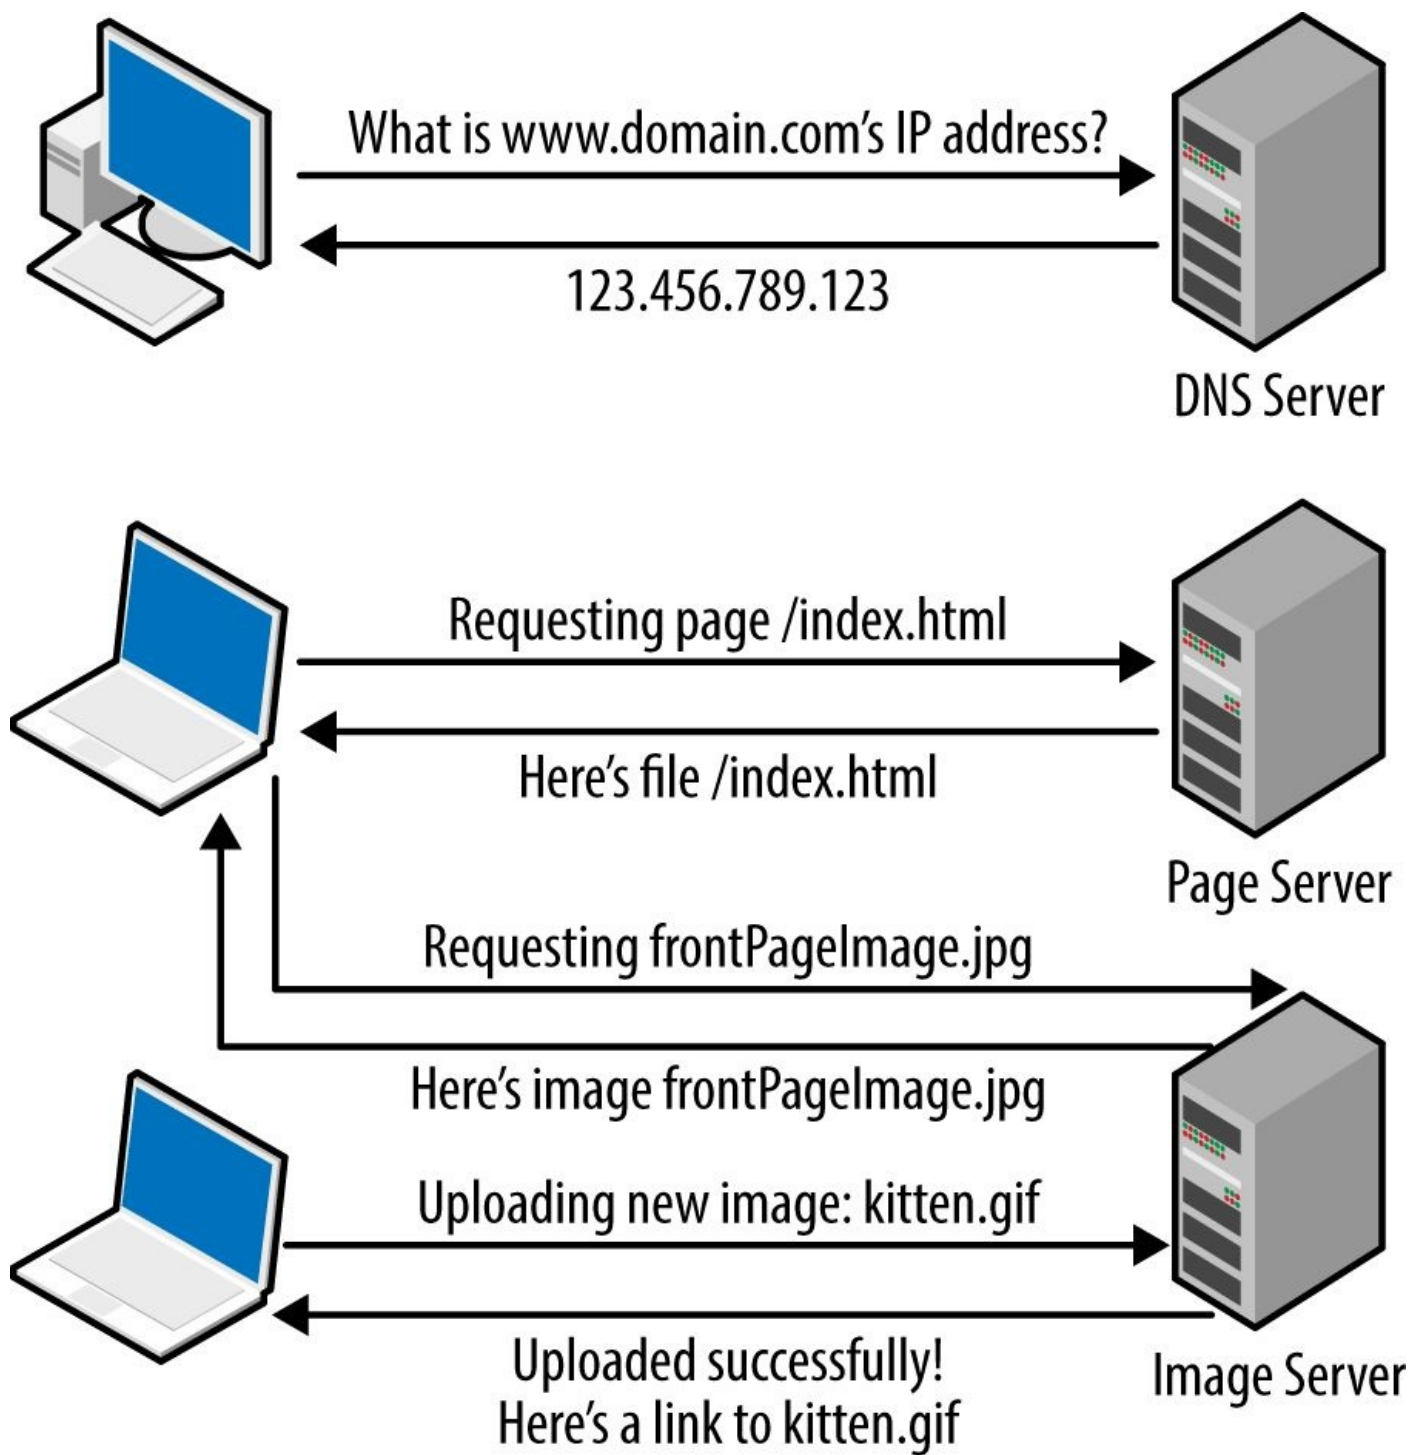 What is www.domain.com’s IP address?
123.456.789.123
DNS Server
Requesting page /index.html
Here’s file /index.html
Page Server
Requesting frontPageImage.jpg
Here’s image frontPageImage.jpg
Uploading new image: kitten.gif
Uploaded successfully!
Here’s a link to kitten.gif
Image Server